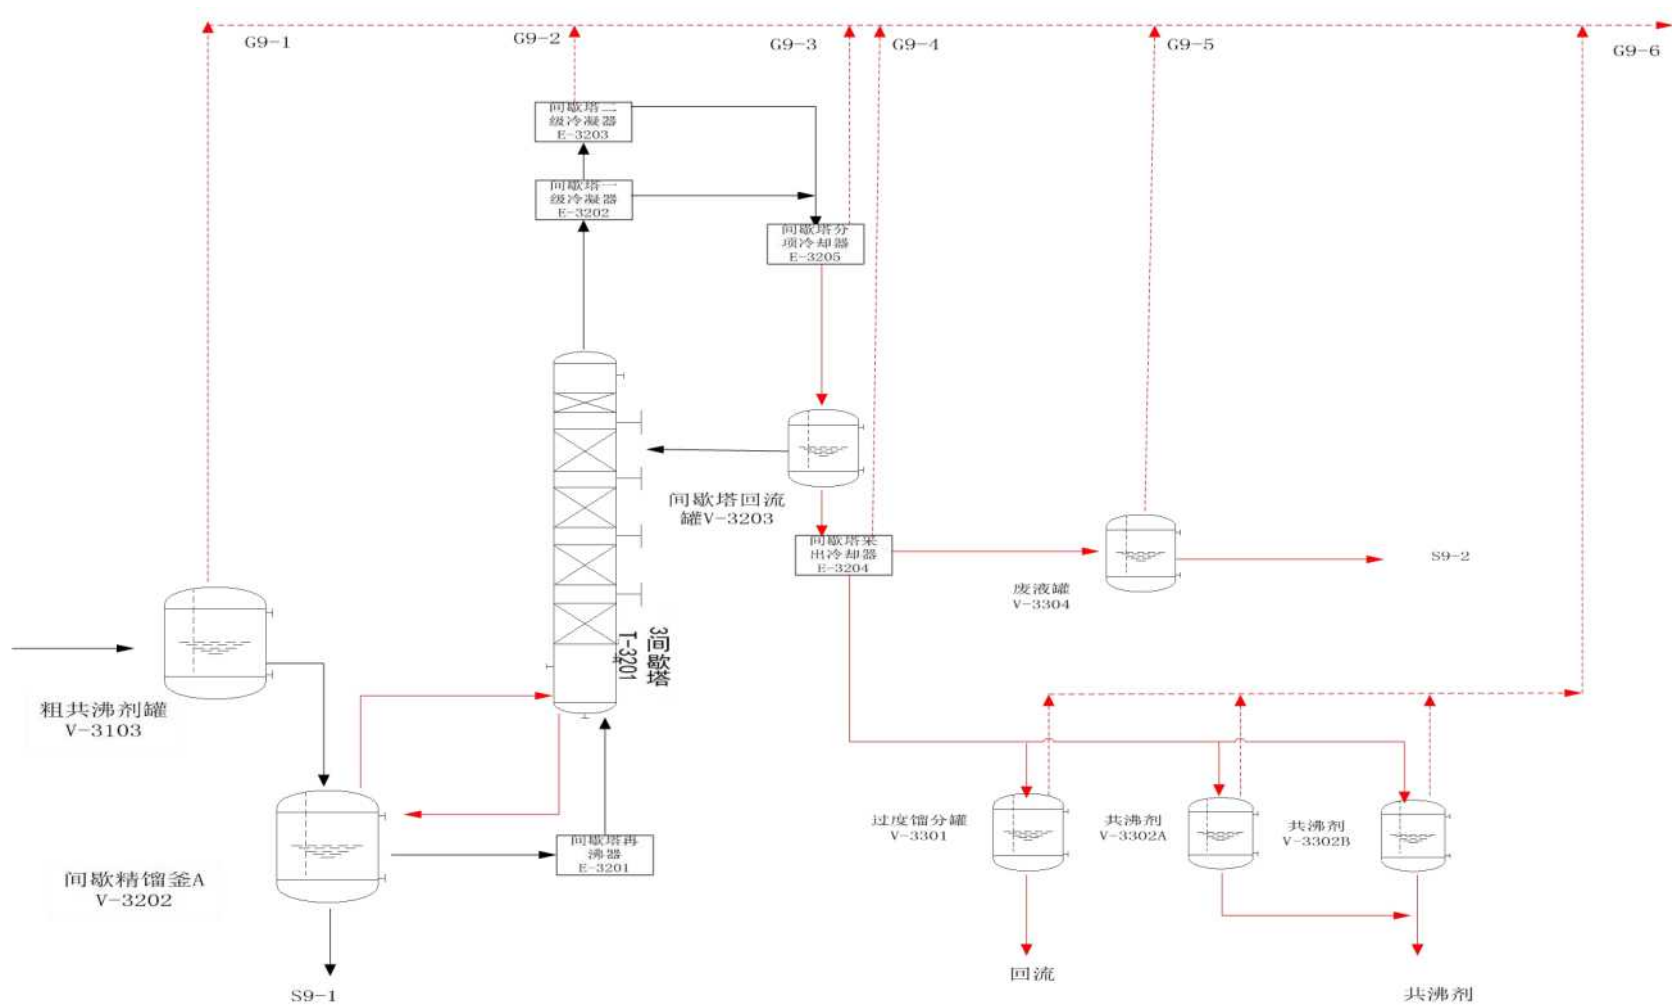 G9-1
G9-2
G9-3
G9-4
G9-5
G9-6
间歇塔二
级冷凝器
E-3203
间歇塔一
级冷凝器
E-3202
间歇塔分
项冷却器
E-3205
间歇塔回流
罐V-3203
间歇塔采
出冷却器
E-3204
废液罐
V-3304
S9-2
3#间歇塔
T-3201
粗共沸剂罐
V-3103
间歇精馏釜A
V-3202
间歇塔再
沸器
E-3201
过度馏分罐
V-3301
共沸剂
V-3302A
共沸剂
V-3302B
S9-1
回流
共沸剂